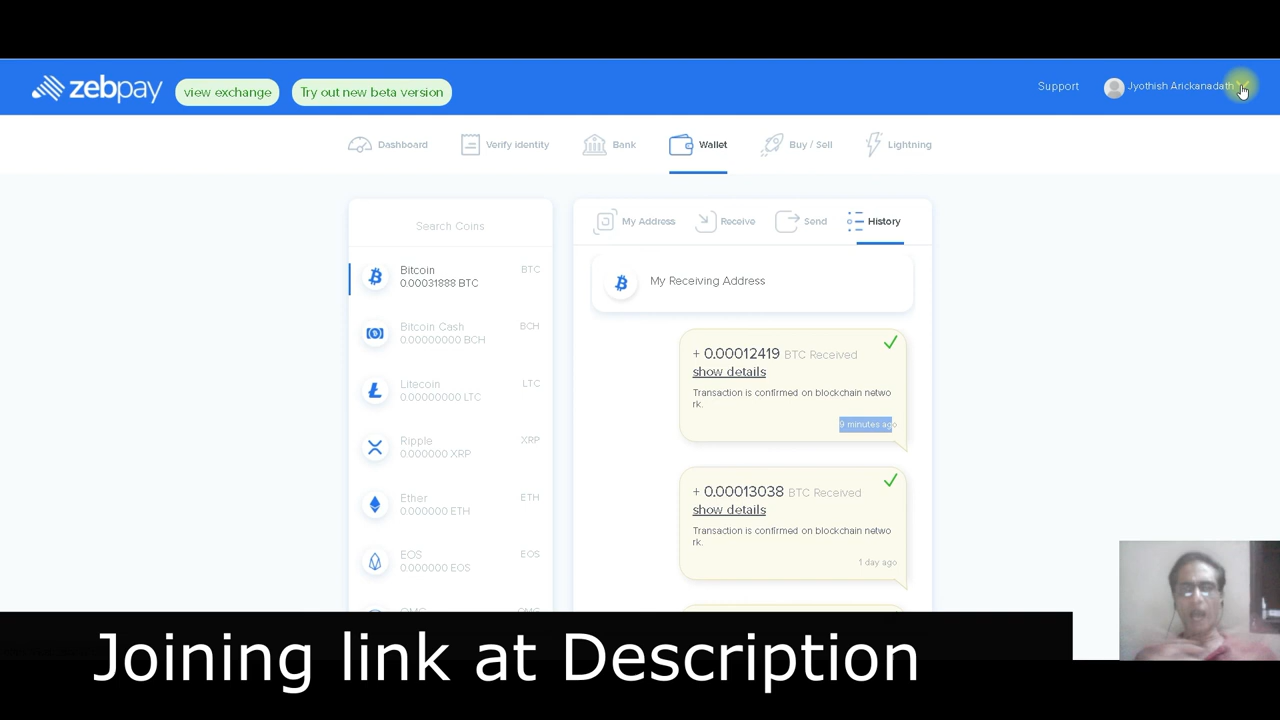 zebpay
view exchange
Try out new beta version
Support
Jyothish Arickanadath
Dashboard
Verify identity
Bank
Wallet
Buy / Sell
Lightning
Search Coins
Bitcoin
BTC
0.00031888 BTC
Bitcoin Cash
BCH
0.00000000 BCH
Litecoin
LTC
0.00000000 LTC
Ripple
XRP
0.000000 XRP
Ether
ETH
0.000000 ETH
EOS
EOS
0.000000 EOS
My Address
Receive
Send
History
My Receiving Address
+ 0.00012419 BTC Received
show details
Transaction is confirmed on blockchain netwo
rk.
9 minutes ago
+ 0.00013038 BTC Received
show details
Transaction is confirmed on blockchain netwo
rk.
1 day ago
Joining link at Description